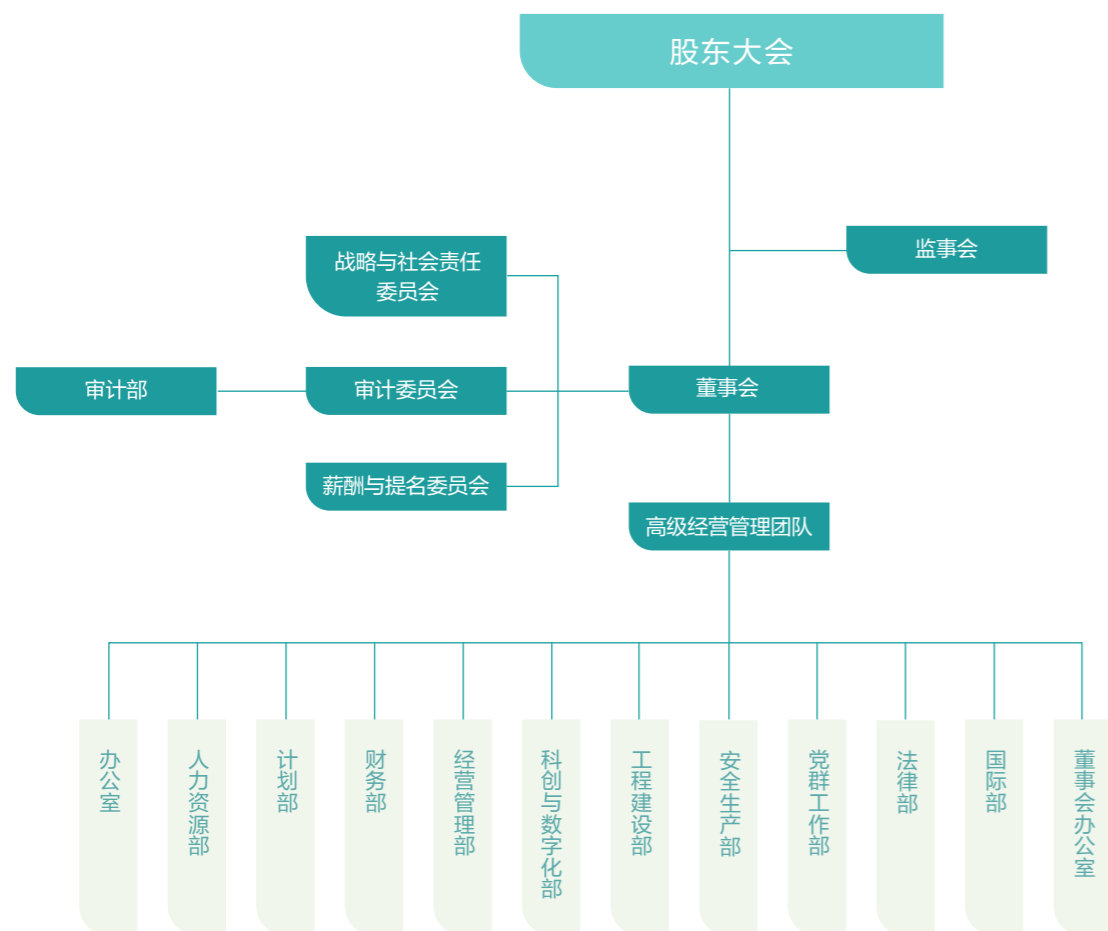 股东大会
监事会
战略与社会责任
委员会
审计部
审计委员会
董事会
薪酬与提名委员会
高级经营管理团队
办公室
人力资源部
计划部
财务部
经营管理部
科创与数字化部
工程建设部
安全生产部
党群工作部
法律部
国际部
董事会办公室